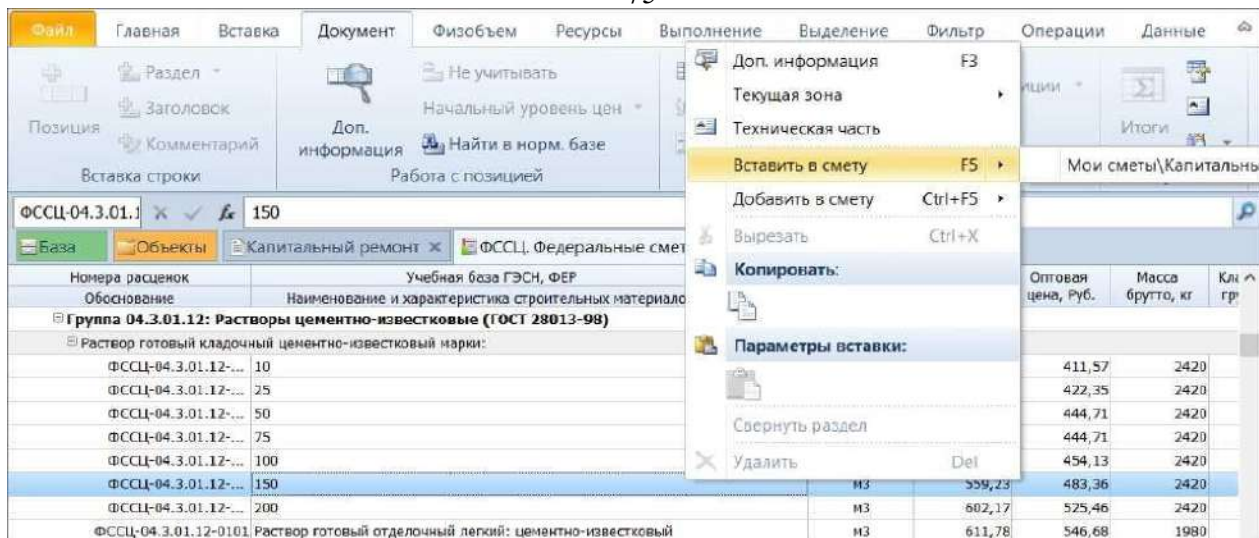 Файл Главная Вставка Документ Физобъем Ресурсы Выполнение Выделение Фильтр Операции Данные
Позиция
Раздел
Заголовок
Комментарий
Вставка строки
Доп. информация
Не учитывать
Начальный уровень цен
Найти в норм. базе
Работа с позицией
Итоги
Доп. информация F3
Текущая зона
Техническая часть
Вставить в смету F5
Мои сметы\Капитальны
Добавить в смету Ctrl+F5
Вырезать Ctrl+X
Копировать:
Параметры вставки:
Свернуть раздел
Удалить Del
ФССЦ-04.3.01.1 fx 150
База Объекты Капитальный ремонт ФССЦ. Федеральные смет
Номера расценок Учебная база ГЭСН, ФЕР Оптовая цена, Руб. Масса брутто, кг
Обоснование Наименование и характеристика строительных материало
Группа 04.3.01.12: Растворы цементно-известковые (ГОСТ 28013-98)
Раствор готовый кладочный цементно-известковый марки:
ФССЦ-04.3.01.12-... 10 411,57 2420
ФССЦ-04.3.01.12-... 25 422,35 2420
ФССЦ-04.3.01.12-... 50 444,71 2420
ФССЦ-04.3.01.12-... 75 444,71 2420
ФССЦ-04.3.01.12-... 100 454,13 2420
ФССЦ-04.3.01.12-... 150 м3 559,23 483,36 2420
ФССЦ-04.3.01.12-... 200 м3 602,17 525,46 2420
ФССЦ-04.3.01.12-0101 Раствор готовый отделочный легкий: цементно-известковый м3 611,78 546,68 1980